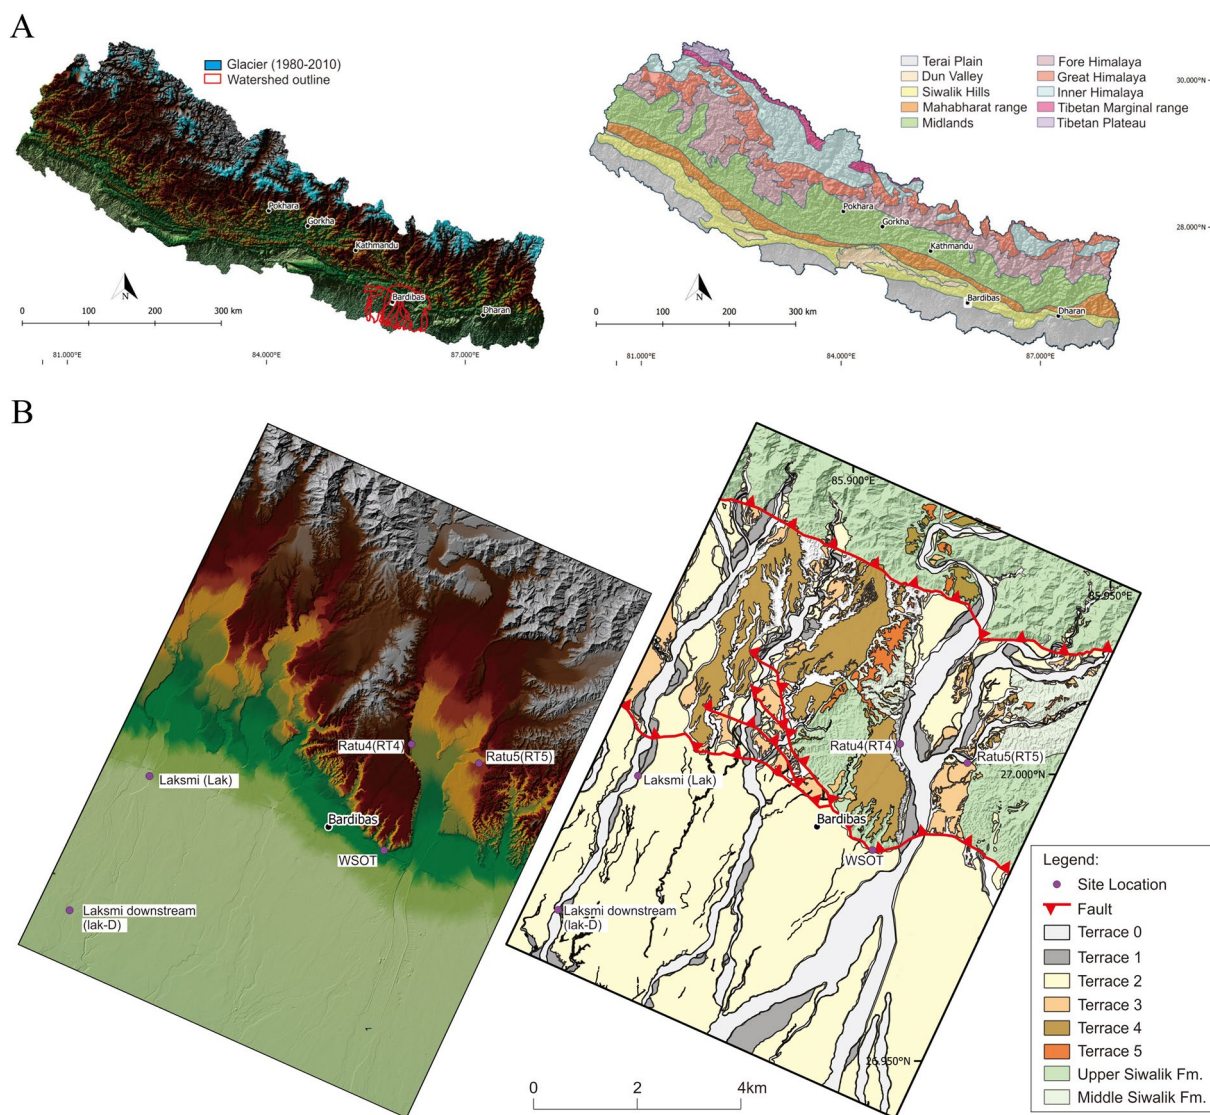 A
Glacier (1980-2010)
Watershed outline
Pokhara
Gorkha
Kathmandu
Bardibas
Dharan
N
0 100 200 300 km
81.000°E 84.000°E 87.000°E
Terai Plain
Dun Valley
Siwalik Hills
Mahabharat range
Midlands
Fore Himalaya
Great Himalaya
Inner Himalaya
Tibetan Marginal range
Tibetan Plateau
30.000°N
28.000°N
Pokhara
Gorkha
Kathmandu
Bardibas
Dharan
N
0 100 200 300 km
81.000°E 84.000°E 87.000°E
B
Ratu4(RT4)
Ratu5(RT5)
Laksmi (Lak)
Bardibas
WSOT
Laksmi downstream
(lak-D)
85.900°E
85.950°E
Ratu4(RT4)
Ratu5(RT5)
27.000°N
Laksmi (Lak)
Bardibas
WSOT
Laksmi downstream
(lak-D)
26.950°N
0 2 4km
Legend:
Site Location
Fault
Terrace 0
Terrace 1
Terrace 2
Terrace 3
Terrace 4
Terrace 5
Upper Siwalik Fm.
Middle Siwalik Fm.